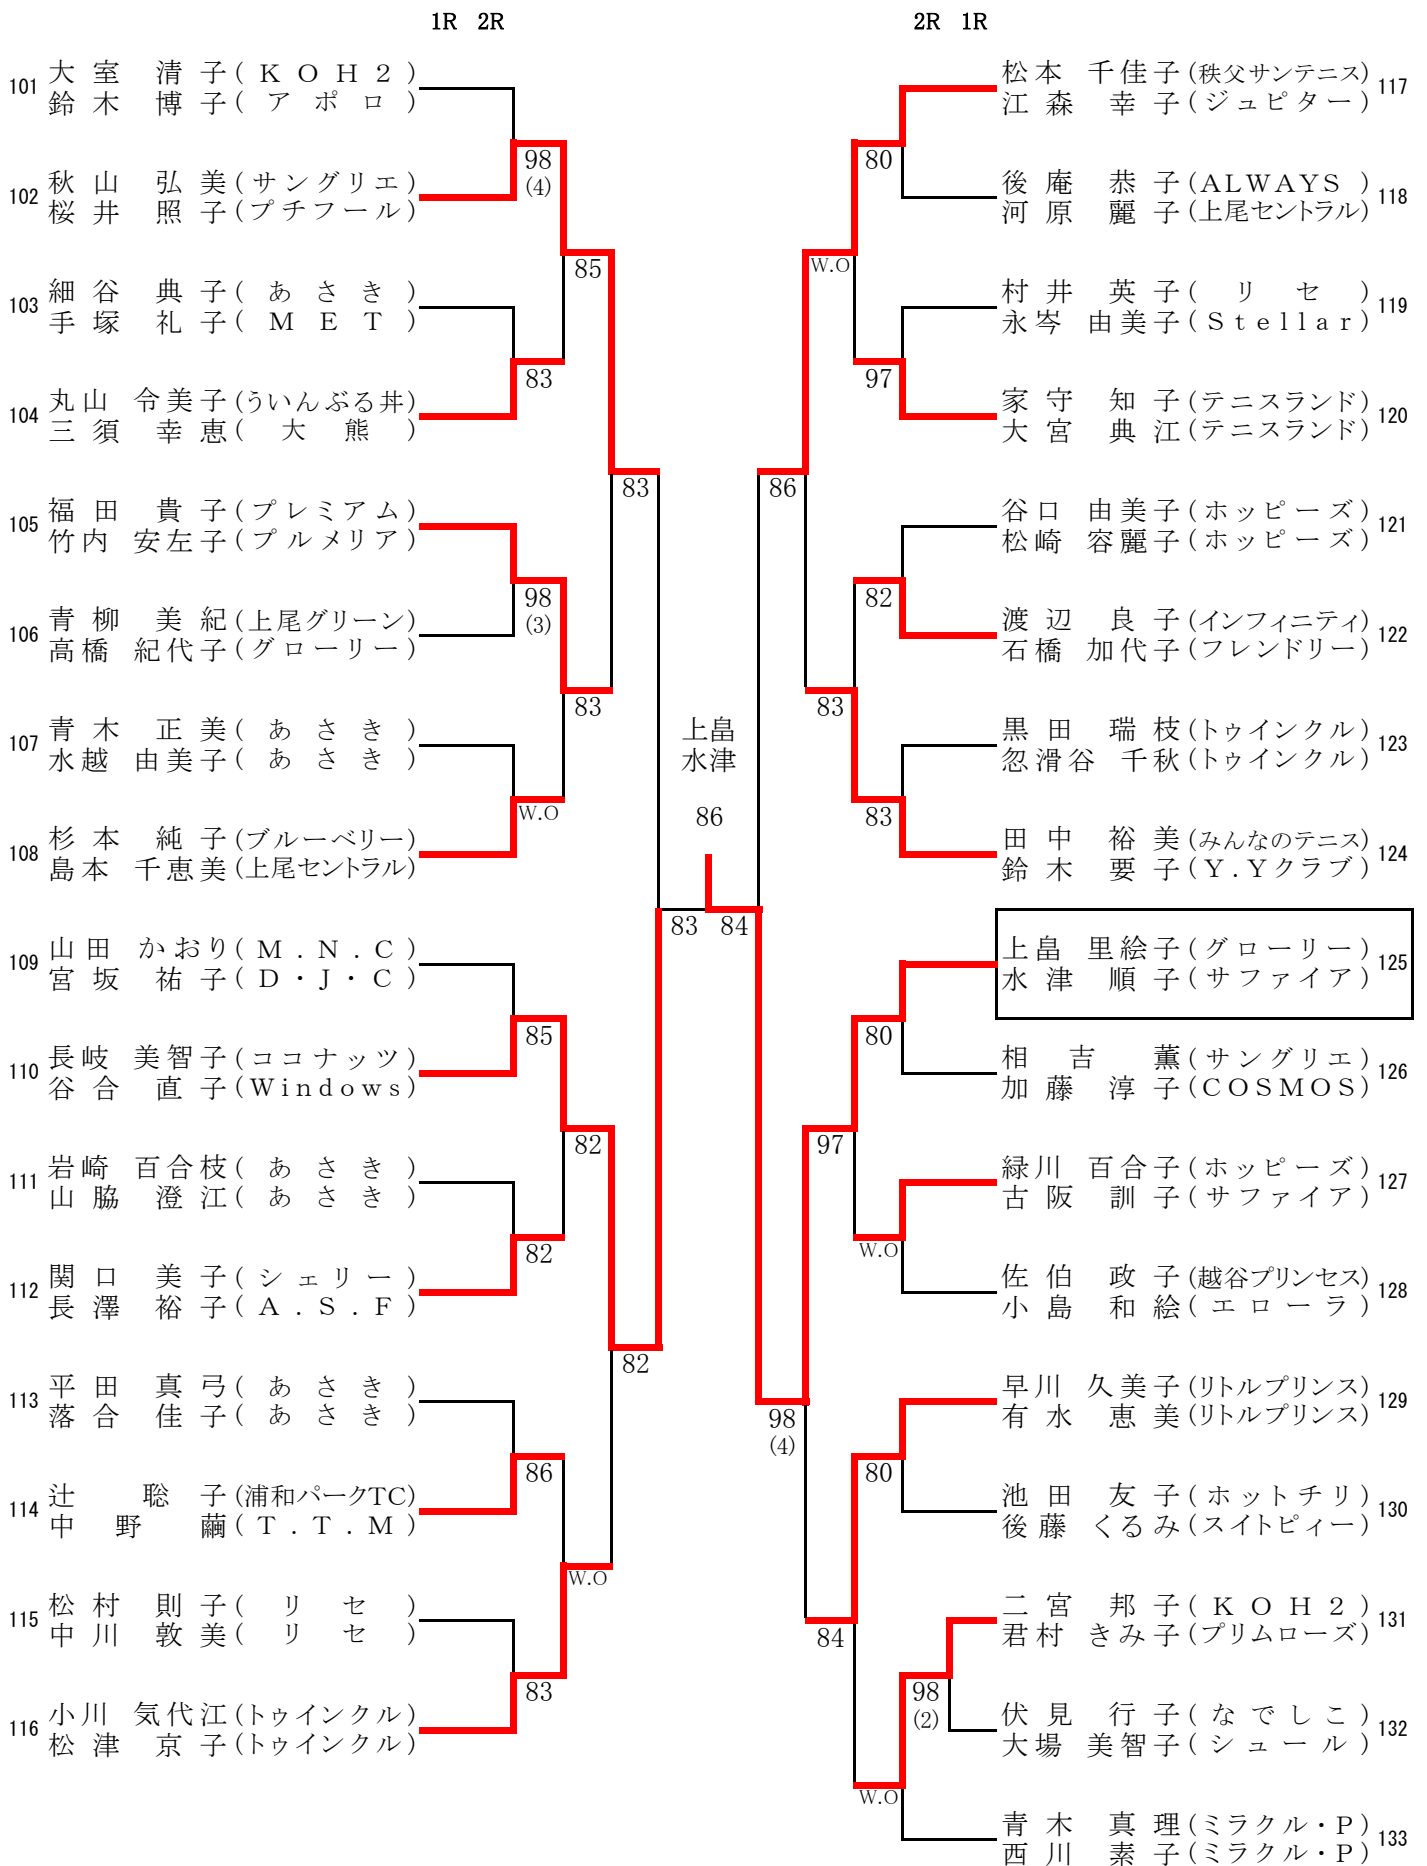 1R 2R
2R 1R
101 大室 清子(KOH2)
鈴木 博子(アポロ)
98
(4)
102 秋山 弘美(サングリエ)
桜井 照子(プチフール)
85
103 細谷 典子(あさき)
手塚 礼子(MET)
83
104 丸山 令美子(ういんぶる丼)
三須 幸恵(大熊)
83
105 福田 貴子(プレミアム)
竹内 安左子(プルメリア)
98
(3)
106 青柳 美紀(上尾グリーン)
高橋 紀代子(グローリー)
83
107 青木 正美(あさき)
水越 由美子(あさき)
W.O
108 杉本 純子(ブルーベリー)
島本 千恵美(上尾セントラル)
83
109 山田 かおり(M.N.C)
宮坂 祐子(D・J・C)
85
110 長岐 美智子(ココナッツ)
谷合 直子(Windows)
82
111 岩崎 百合枝(あさき)
山脇 澄江(あさき)
82
112 関口 美子(シェリー)
長澤 裕子(A.S.F)
82
113 平田 真弓(あさき)
落合 佳子(あさき)
86
114 辻 聡子(浦和パークTC)
中野 繭(T.T.M)
W.O
115 松村 則子(リセ)
中川 敦美(リセ)
83
116 小川 気代江(トゥインクル)
松津 京子(トゥインクル)
上畠
水津
86
84
松本 千佳子(秩父サンテニス) 117
江森 幸子(ジュピター)
80
後庵 恭子(ALWAYS) 118
河原 麗子(上尾セントラル)
W.O
村井 英子(リセ) 119
永岑 由美子(Stellar)
97
家守 知子(テニスランド) 120
大宮 典江(テニスランド)
86
谷口 由美子(ホッピーズ) 121
松崎 容麗子(ホッピーズ)
82
渡辺 良子(インフィニティ) 122
石橋 加代子(フレンドリー)
83
黒田 瑞枝(トゥインクル) 123
忍滑谷 千秋(トゥインクル)
83
田中 裕美(みんなのテニス) 124
鈴木 要子(Y.Yクラブ)
上畠 里絵子(グローリー) 125
水津 順子(サファイア)
80
相吉 薫(サングリエ) 126
加藤 淳子(COSMOS)
97
緑川 百合子(ホッピーズ) 127
古阪 訓子(サファイア)
W.O
佐伯 政子(越谷プリンセス) 128
小島 和絵(エローラ)
98
(4)
早川 久美子(リトルプリンス) 129
有水 恵美(リトルプリンス)
80
池田 友子(ホットチリ) 130
後藤 くるみ(スイトピィー)
84
二宮 邦子(KOH2) 131
君村 きみ子(プリムローズ)
98
(2)
伏見 行子(なでしこ) 132
大場 美智子(シュール)
W.O
青木 真理(ミラクル・P) 133
西川 素子(ミラクル・P)